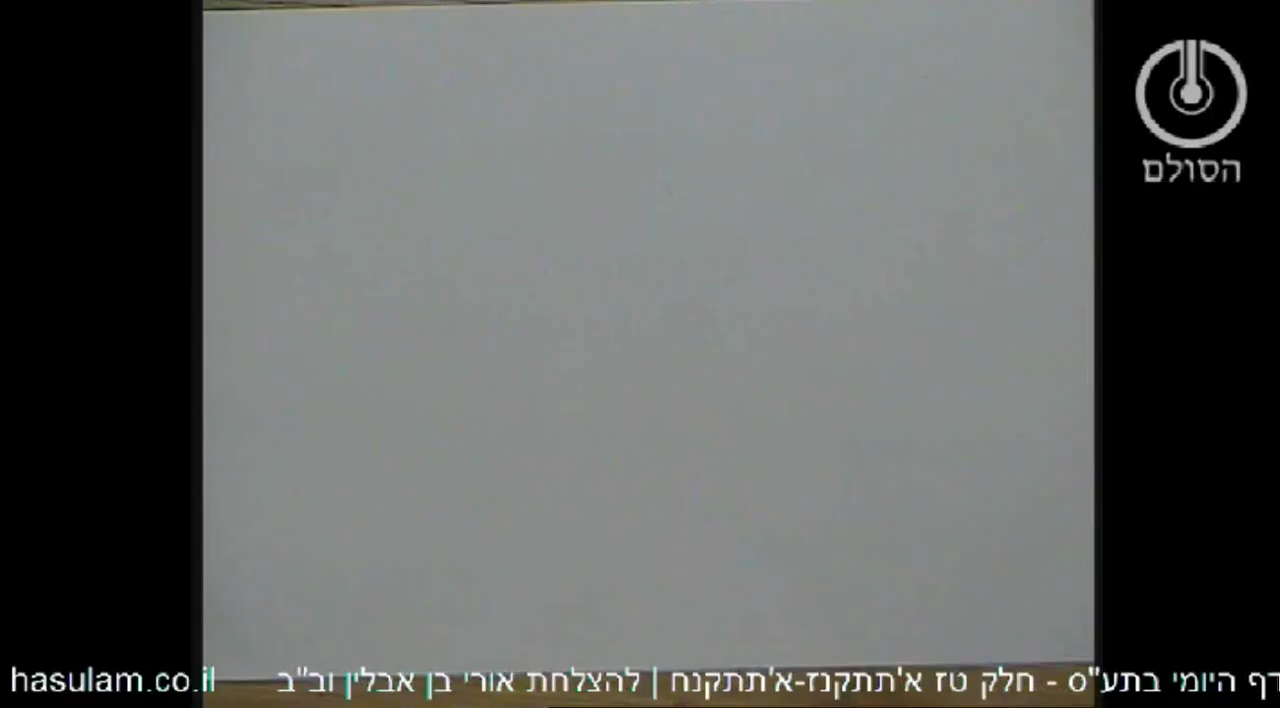 הסולם
דף היומי בתע"ס - חלק טז א'תתקנז-א'תתקנח | להצלחת אורי בן אבלין וב"ב
hasulam.co.il